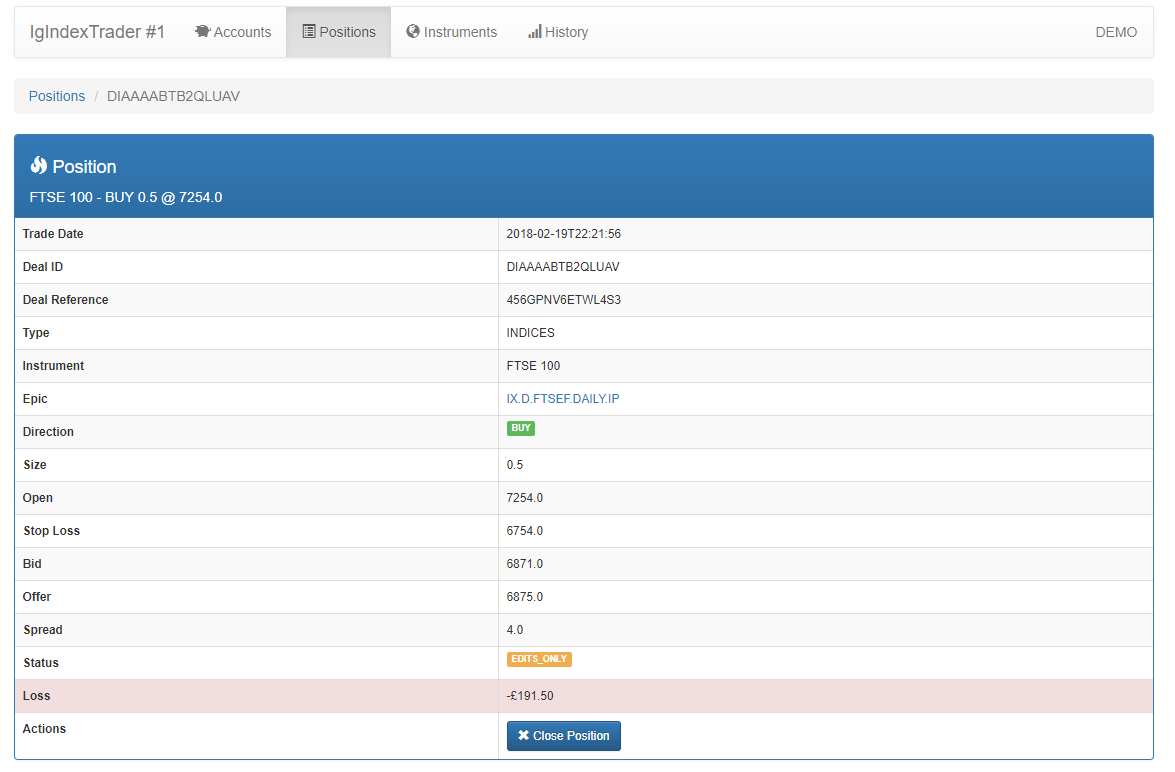 IgIndexTrader #1 Accounts Positions Instruments History DEMO
Positions / DIAAAABTB2QLUAV
Position
FTSE 100 - BUY 0.5 @ 7254.0
Trade Date 2018-02-19T22:21:56
Deal ID DIAAAABTB2QLUAV
Deal Reference 456GPNV6ETWL4S3
Type INDICES
Instrument FTSE 100
Epic IX.D.FTSEF.DAILY.IP
Direction BUY
Size 0.5
Open 7254.0
Stop Loss 6754.0
Bid 6871.0
Offer 6875.0
Spread 4.0
Status EDITS_ONLY
Loss -£191.50
Actions Close Position